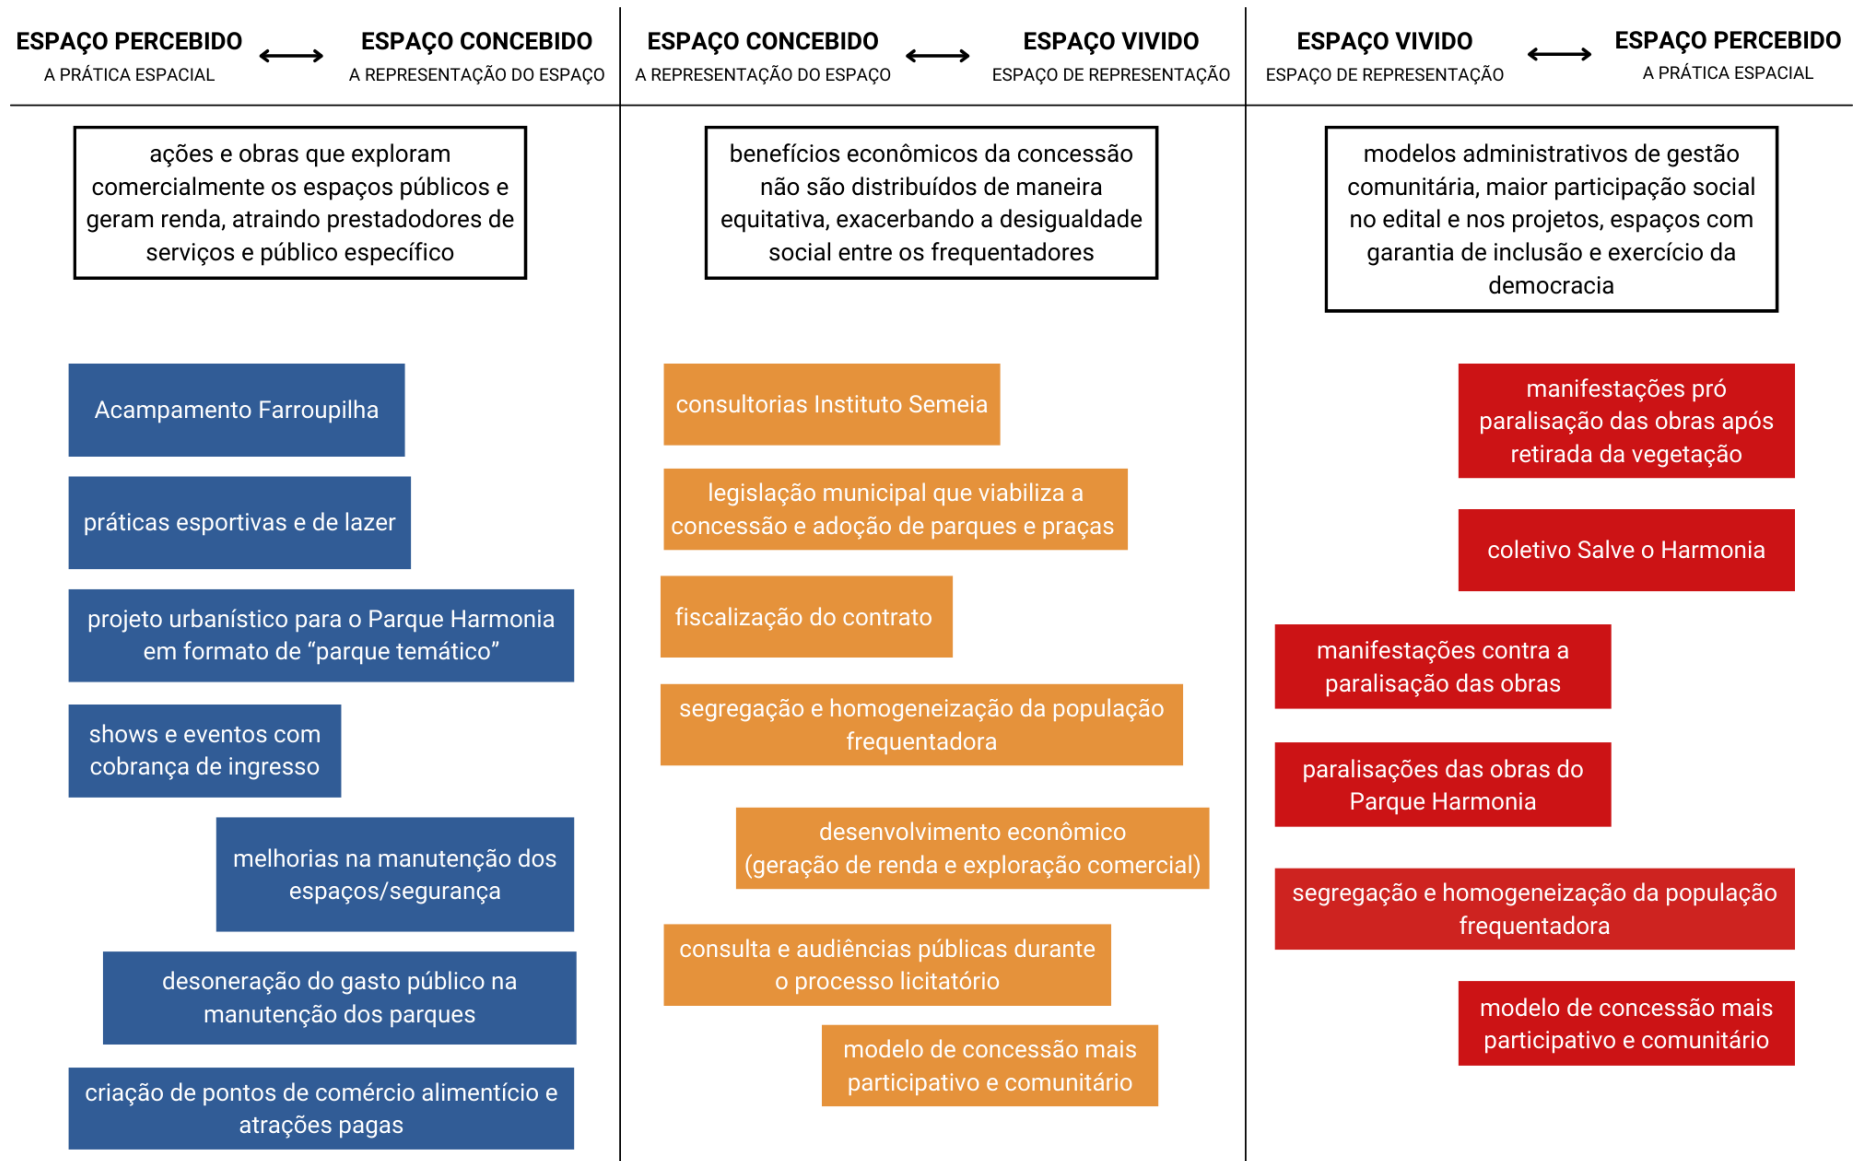 ESPAÇO PERCEBIDO
A PRÁTICA ESPACIAL
ESPAÇO CONCEBIDO
A REPRESENTAÇÃO DO ESPAÇO
ações e obras que exploram
comercialmente os espaços públicos e
geram renda, atraindo prestadodores de
serviços e público específico
Acampamento Farroupilha
práticas esportivas e de lazer
projeto urbanístico para o Parque Harmonia
em formato de “parque temático”
shows e eventos com
cobrança de ingresso
melhorias na manutenção dos
espaços/segurança
desoneração do gasto público na
manutenção dos parques
criação de pontos de comércio alimentício e
atrações pagas
ESPAÇO CONCEBIDO
A REPRESENTAÇÃO DO ESPAÇO
ESPAÇO VIVIDO
ESPAÇO DE REPRESENTAÇÃO
benefícios econômicos da concessão
não são distribuídos de maneira
equitativa, exacerbando a desigualdade
social entre os frequentadores
consultorias Instituto Semeia
legislação municipal que viabiliza a
concessão e adoção de parques e praças
fiscalização do contrato
segregação e homogeneização da população
frequentadora
desenvolvimento econômico
(geração de renda e exploração comercial)
consulta e audiências públicas durante
o processo licitatório
modelo de concessão mais
participativo e comunitário
ESPAÇO VIVIDO
ESPAÇO DE REPRESENTAÇÃO
ESPAÇO PERCEBIDO
A PRÁTICA ESPACIAL
modelos administrativos de gestão
comunitária, maior participação social
no edital e nos projetos, espaços com
garantia de inclusão e exercício da
democracia
manifestações pró
paralisação das obras após
retirada da vegetação
coletivo Salve o Harmonia
manifestações contra a
paralisação das obras
paralisações das obras do
Parque Harmonia
segregação e homogeneização da população
frequentadora
modelo de concessão mais
participativo e comunitário